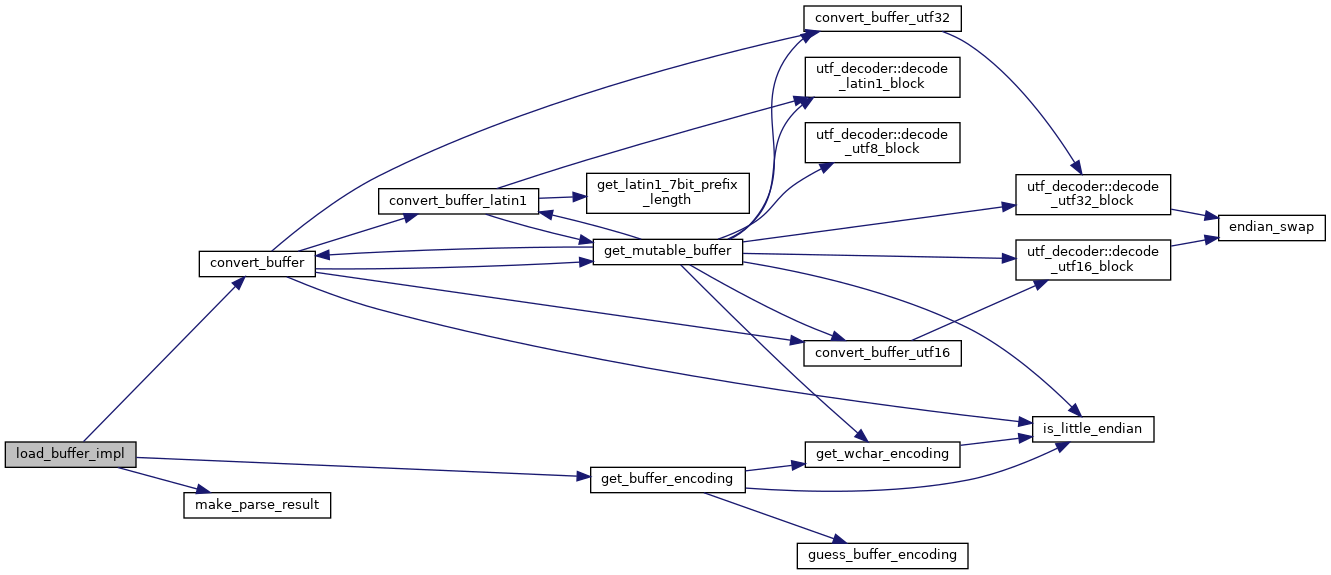 convert_buffer_utf32
utf_decoder::decode
_latin1_block
utf_decoder::decode
_utf8_block
get_latin1_7bit_prefix
_length
convert_buffer_latin1
utf_decoder::decode
_utf32_block
endian_swap
get_mutable_buffer
convert_buffer
utf_decoder::decode
_utf16_block
convert_buffer_utf16
is_little_endian
load_buffer_impl
get_wchar_encoding
get_buffer_encoding
make_parse_result
guess_buffer_encoding